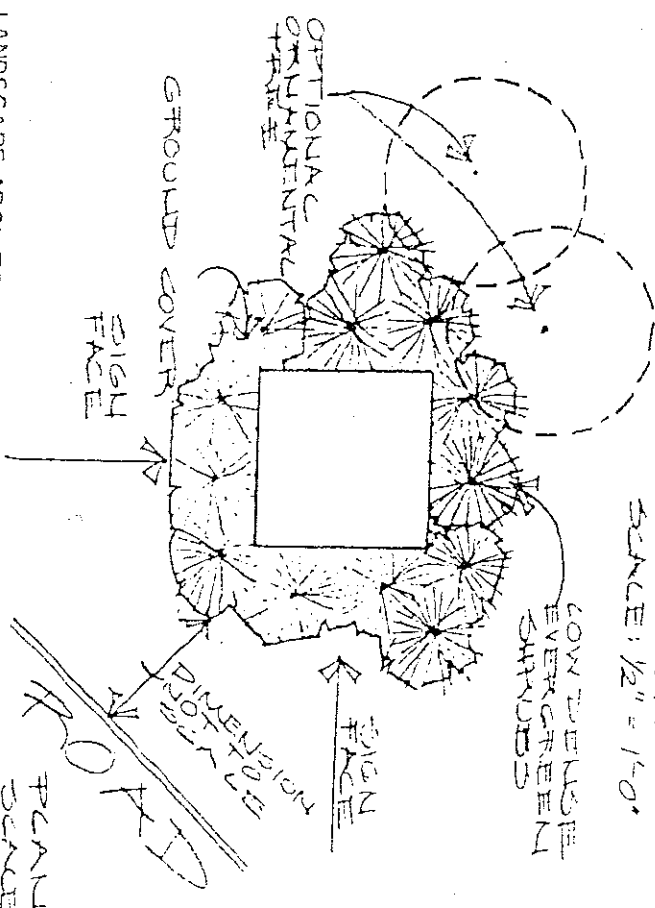 SCALE: 1/2" = 1'-0"
LOW DENSE
EVERGREEN
SHRUBS
OPTIONAL
ORNAMENTAL
TREE
GROUND COVER
SIGN
FACE
SIGN
FACE
DIMENSION
NOT TO
SCALE
ROAD
PLAN
SCALE
LANDSCAPE